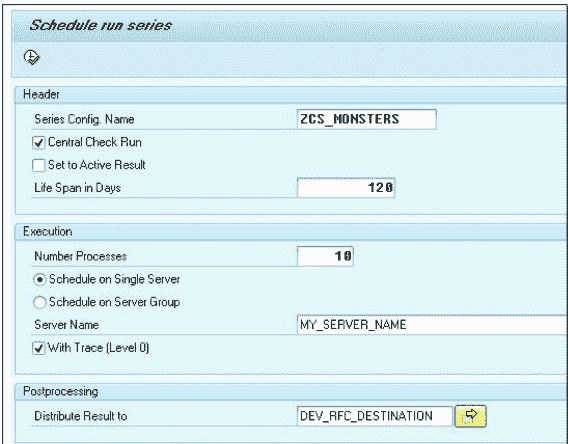 Schedule run series
Header
Series Config. Name ZCS_MONSTERS
Central Check Run
Set to Active Result
Life Span in Days 120
Execution
Number Processes 10
Schedule on Single Server
Schedule on Server Group
Server Name MY_SERVER_NAME
With Trace (Level 0)
Postprocessing
Distribute Result to DEV_RFC_DESTINATION